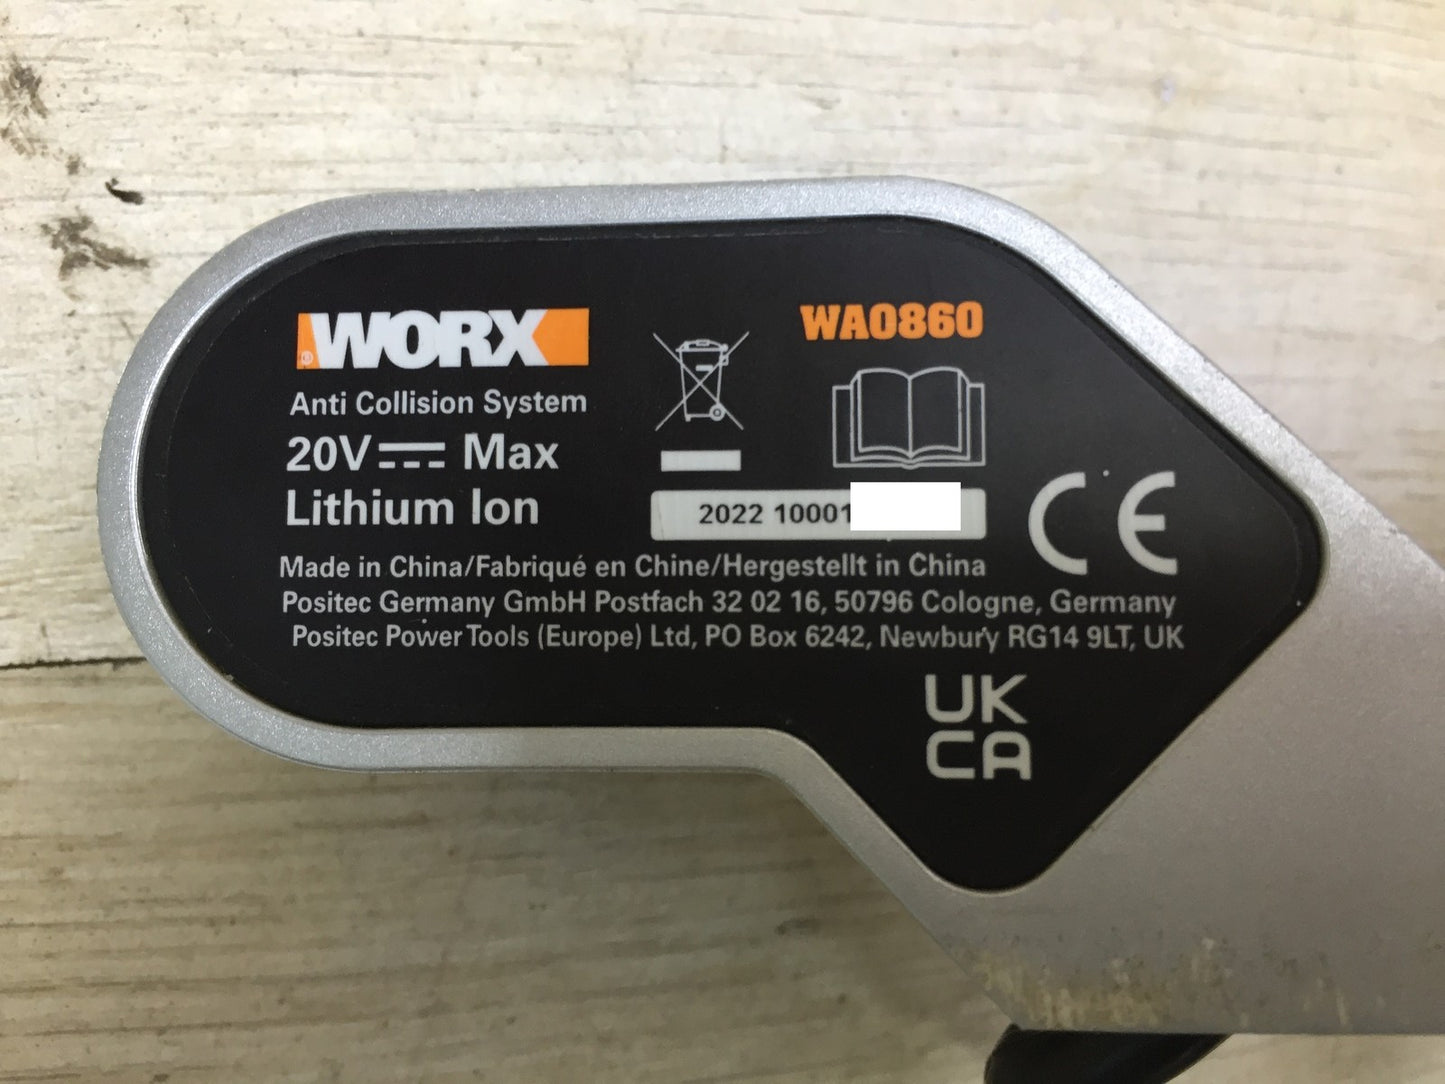 WORX®
WA0860
Anti Collision System
20V Max
Lithium Ion
2022 10001
Made in China/Fabriqué en Chine/Hergestellt in China
Positec Germany GmbH Postfach 32 02 16, 50796 Cologne, Germany
Positec Power Tools (Europe) Ltd, PO Box 6242, Newbury RG14 9LT, UK
CE
UK
CA